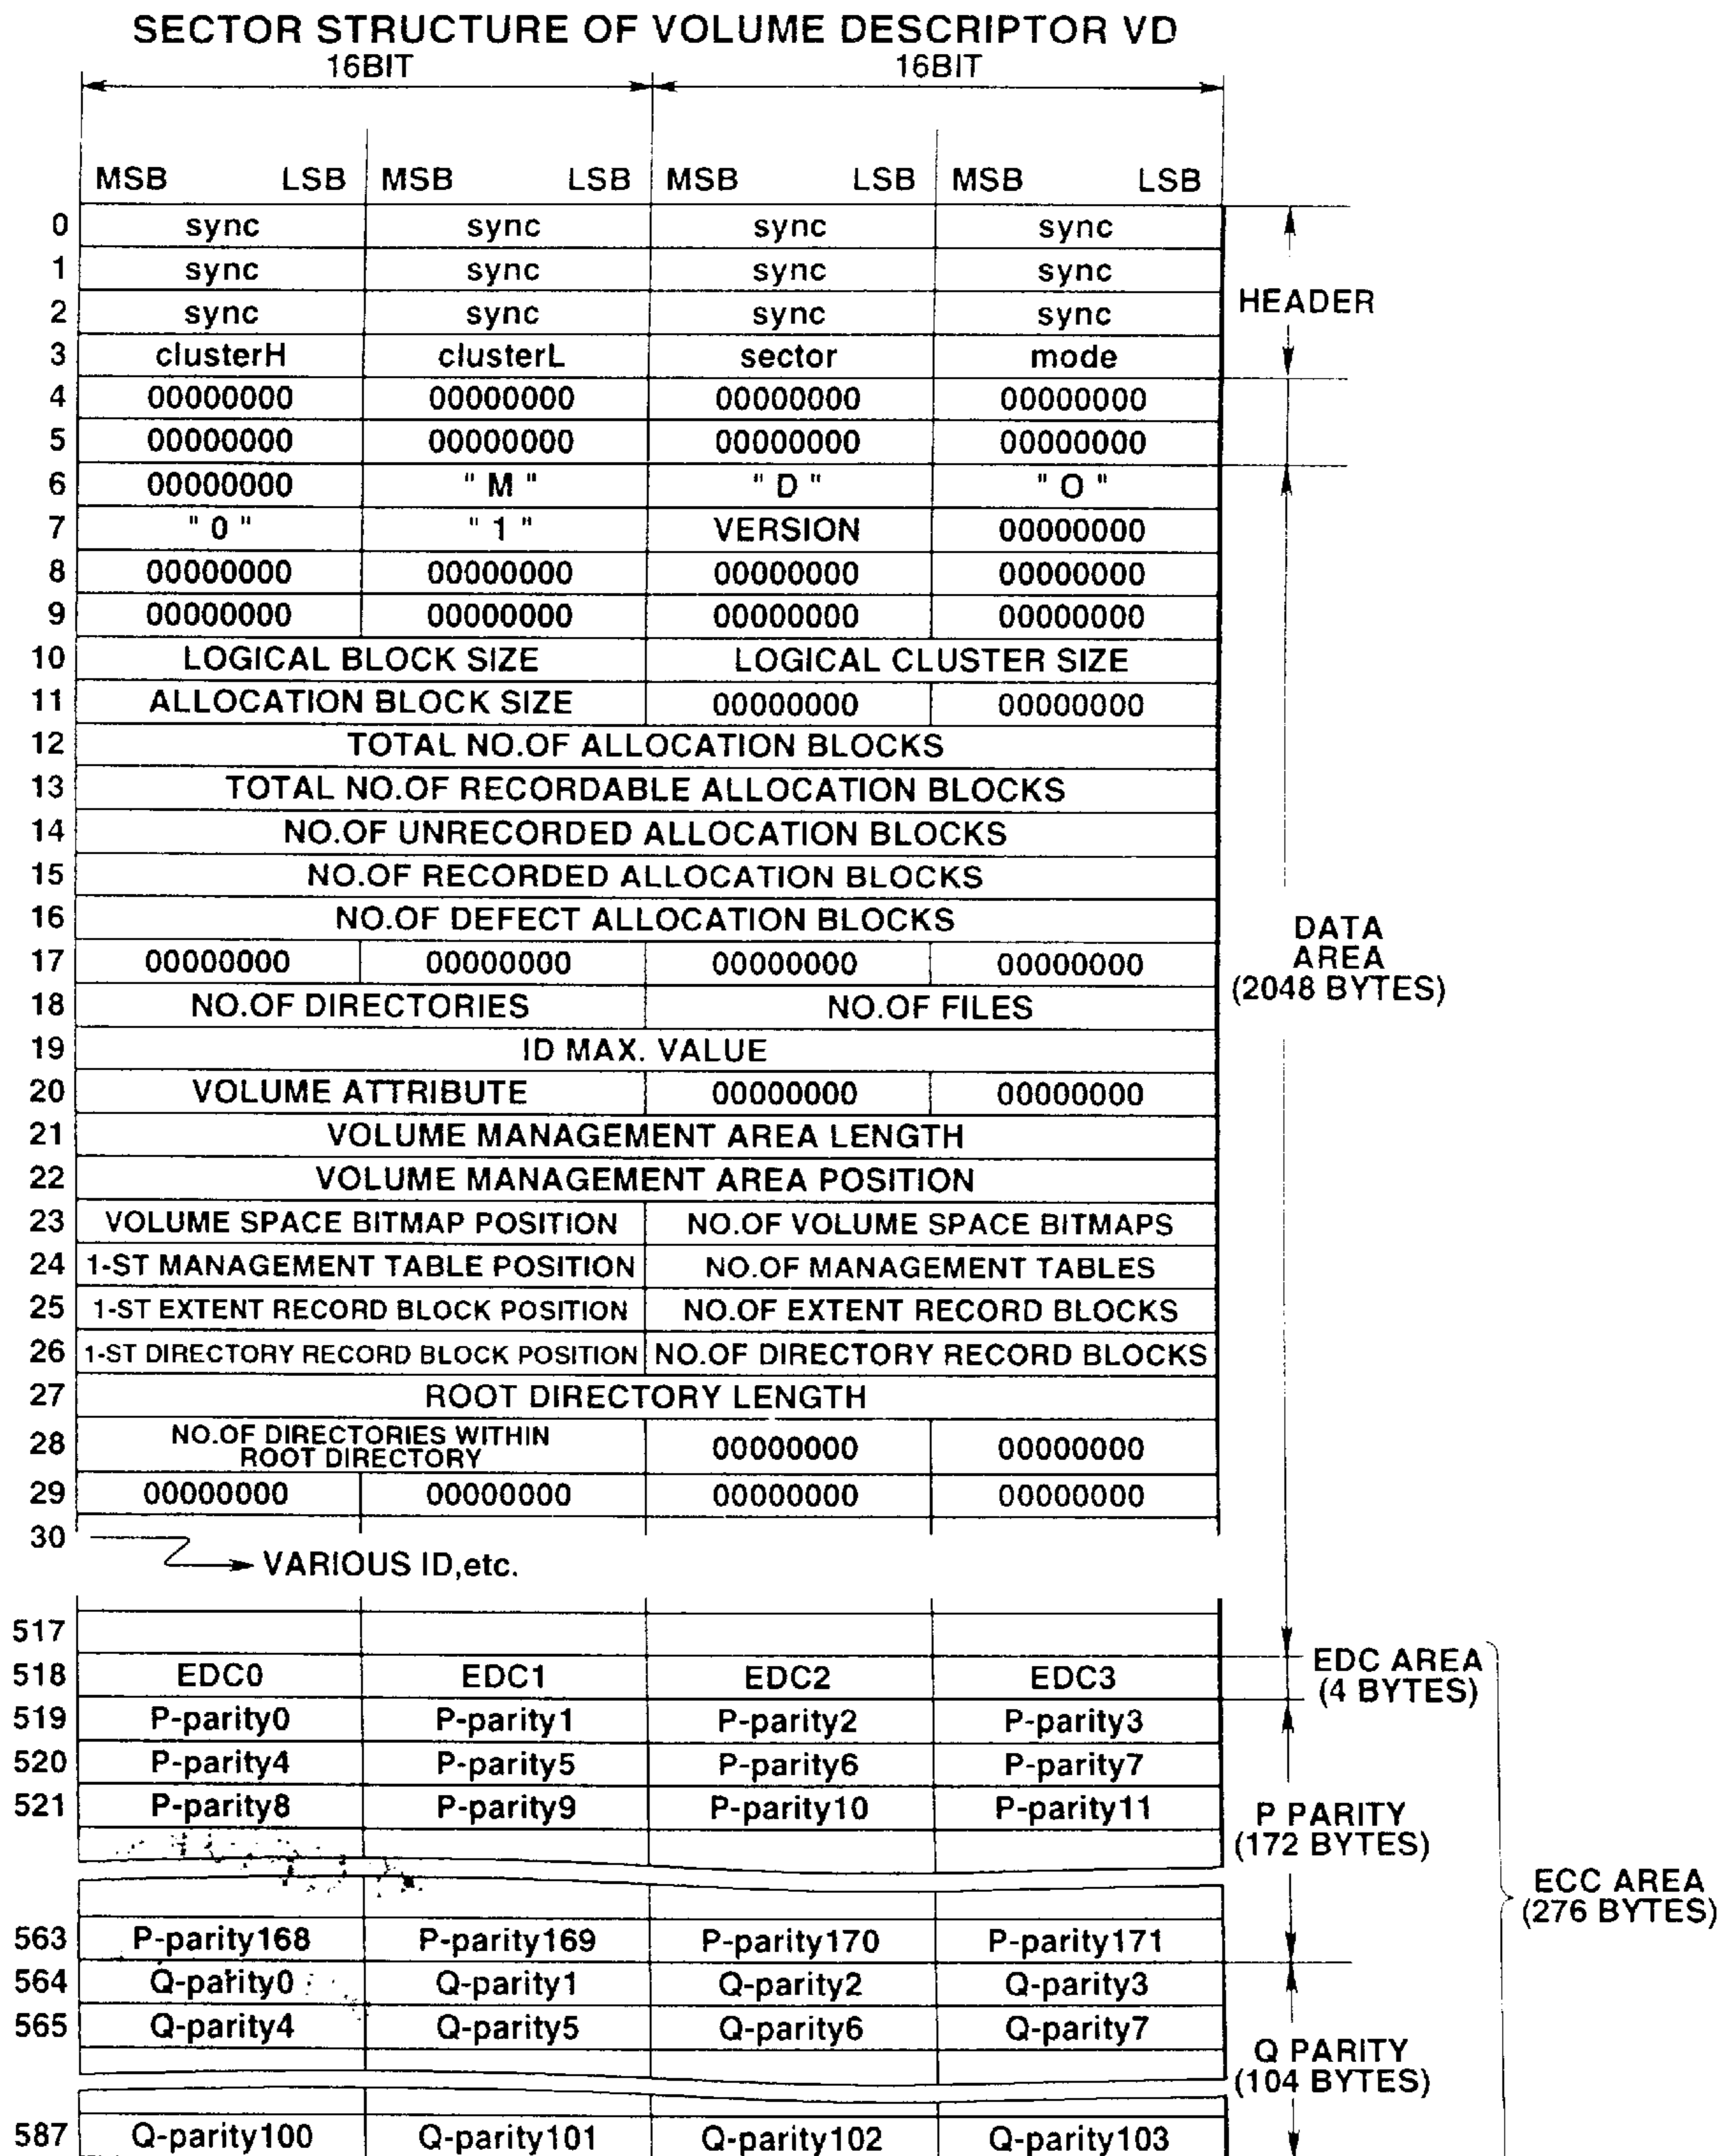 SECTOR STRUCTURE OF VOLUME DESCRIPTOR VD
16BIT 16BIT
MSB LSB MSB LSB MSB LSB MSB LSB
0 sync sync sync sync
1 sync sync sync sync
2 sync sync sync sync
HEADER
3 clusterH clusterL sector mode
4 00000000 00000000 00000000 00000000
5 00000000 00000000 00000000 00000000
6 00000000 "M" "D" "O"
7 "0" "1" VERSION 00000000
8 00000000 00000000 00000000 00000000
9 00000000 00000000 00000000 00000000
10 LOGICAL BLOCK SIZE LOGICAL CLUSTER SIZE
11 ALLOCATION BLOCK SIZE 00000000 00000000
12 TOTAL NO.OF ALLOCATION BLOCKS
13 TOTAL NO.OF RECORDABLE ALLOCATION BLOCKS
14 NO.OF UNRECORDED ALLOCATION BLOCKS
15 NO.OF RECORDED ALLOCATION BLOCKS
16 NO.OF DEFECT ALLOCATION BLOCKS
DATA
AREA
(2048 BYTES)
17 00000000 00000000 00000000 00000000
18 NO.OF DIRECTORIES NO.OF FILES
19 ID MAX. VALUE
20 VOLUME ATTRIBUTE 00000000 00000000
21 VOLUME MANAGEMENT AREA LENGTH
22 VOLUME MANAGEMENT AREA POSITION
23 VOLUME SPACE BITMAP POSITION NO.OF VOLUME SPACE BITMAPS
24 1-ST MANAGEMENT TABLE POSITION NO.OF MANAGEMENT TABLES
25 1-ST EXTENT RECORD BLOCK POSITION NO.OF EXTENT RECORD BLOCKS
26 1-ST DIRECTORY RECORD BLOCK POSITION NO.OF DIRECTORY RECORD BLOCKS
27 ROOT DIRECTORY LENGTH
28 NO.OF DIRECTORIES WITHIN
ROOT DIRECTORY 00000000 00000000
29 00000000 00000000 00000000 00000000
30
VARIOUS ID,etc.
517
518 EDC0 EDC1 EDC2 EDC3
EDC AREA
(4 BYTES)
519 P-parity0 P-parity1 P-parity2 P-parity3
520 P-parity4 P-parity5 P-parity6 P-parity7
521 P-parity8 P-parity9 P-parity10 P-parity11
P PARITY
(172 BYTES)
ECC AREA
(276 BYTES)
563 P-parity168 P-parity169 P-parity170 P-parity171
564 Q-parity0 Q-parity1 Q-parity2 Q-parity3
565 Q-parity4 Q-parity5 Q-parity6 Q-parity7
Q PARITY
(104 BYTES)
587 Q-parity100 Q-parity101 Q-parity102 Q-parity103